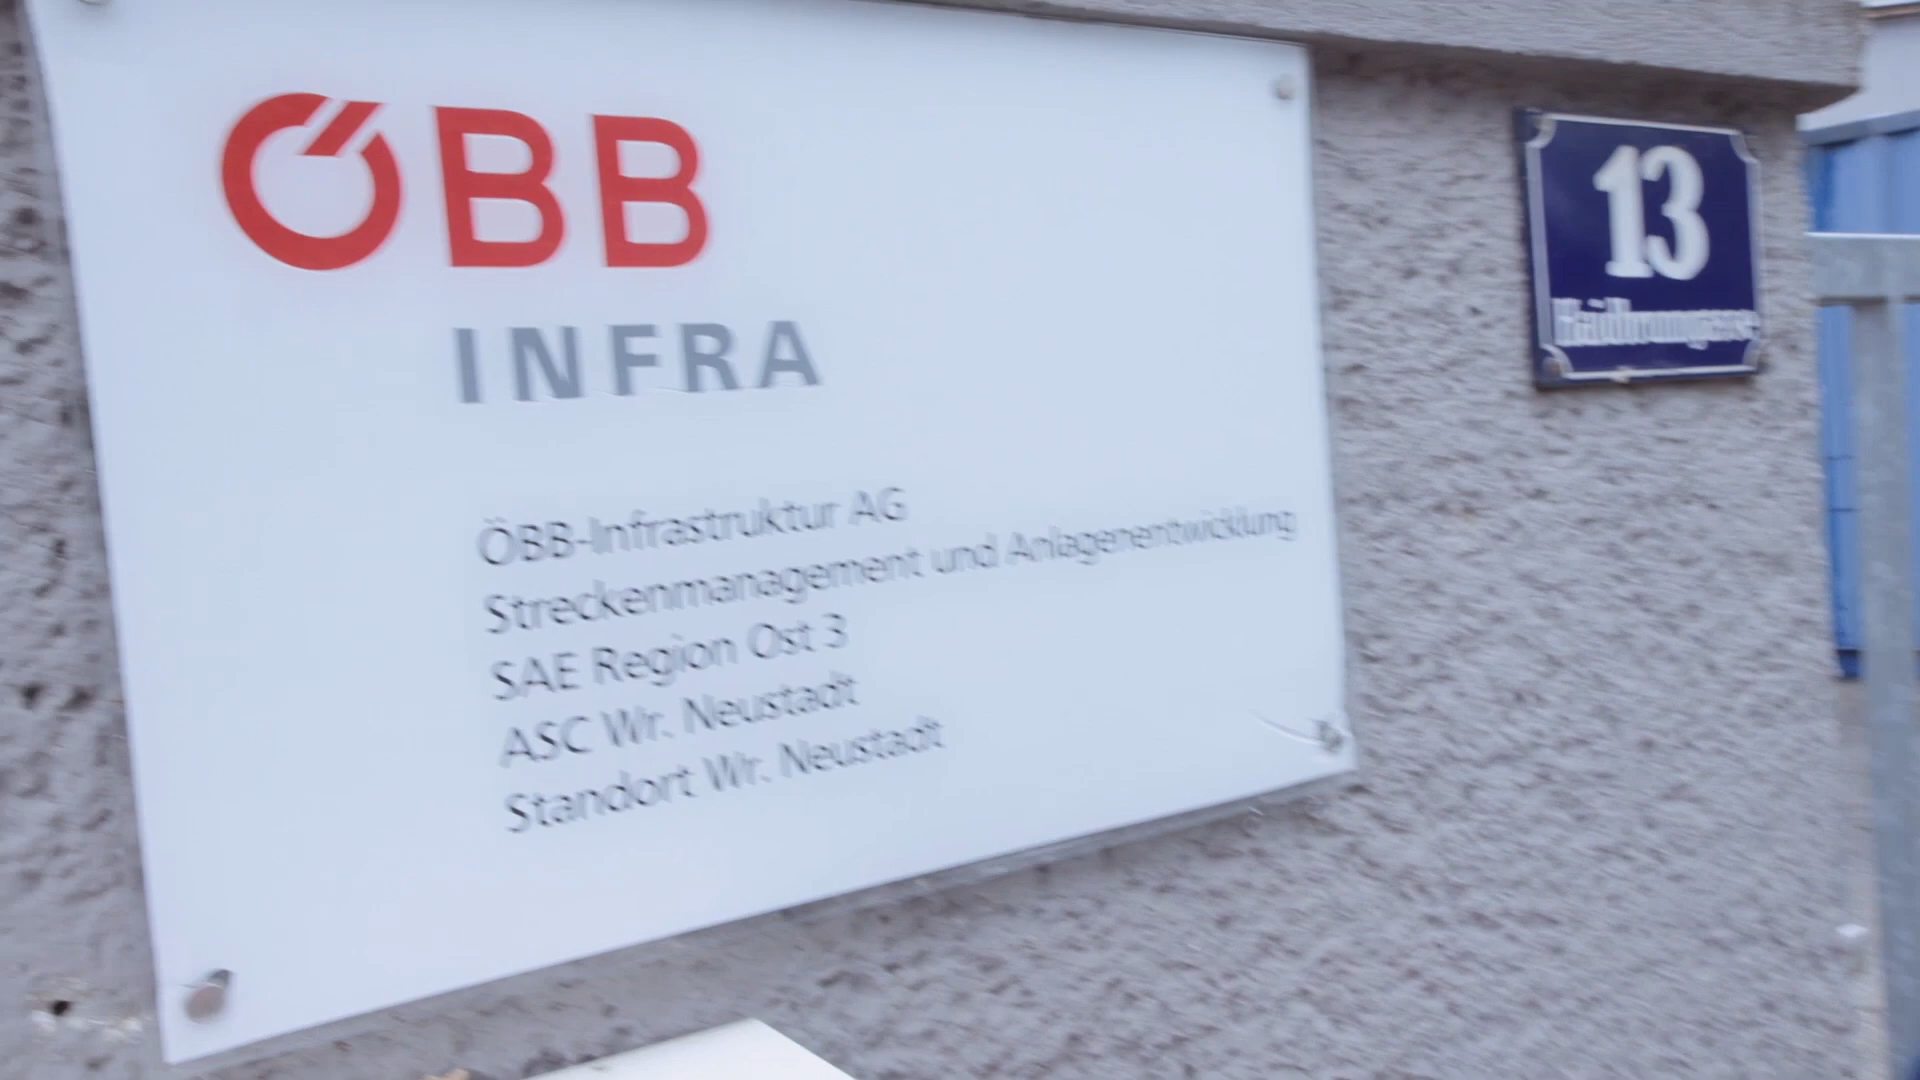 ÖBB
INFRA
ÖBB-Infrastruktur AG
Streckenmanagement und Anlagenentwicklung
SAE Region Ost 3
ASC Wr. Neustadt
Standort Wr. Neustadt
13